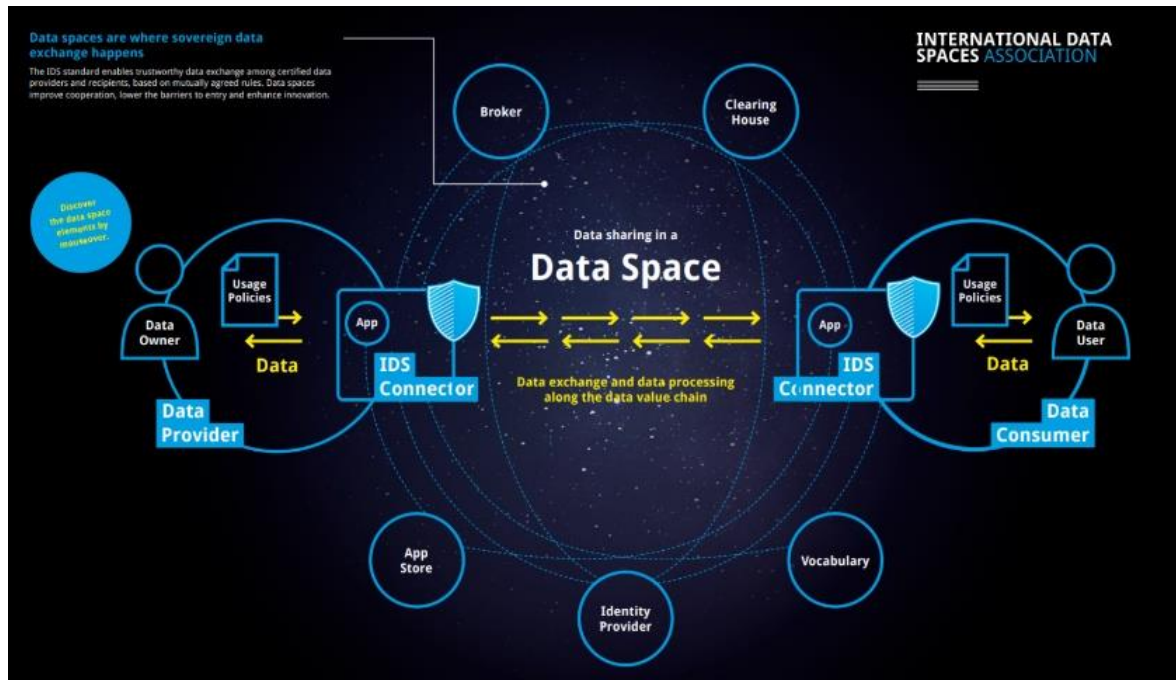 Data spaces are where sovereign data
exchange happens
The IDS standard enables trustworthy data exchange among certified data
providers and recipients, based on mutually agreed rules. Data spaces
improve cooperation, lower the barriers to entry and enhance innovation.
INTERNATIONAL DATA
SPACES ASSOCIATION
Broker
Clearing
House
Discover
the data space
elements by
mouseover.
Data sharing in a
Data Space
Usage
Policies
Data
Owner
Data
App
IDS
Connector
Data
Provider
Data exchange and data processing
along the data value chain
App
IDS
Connector
Usage
Policies
Data
User
Data
Data
Consumer
App
Store
Identity
Provider
Vocabulary